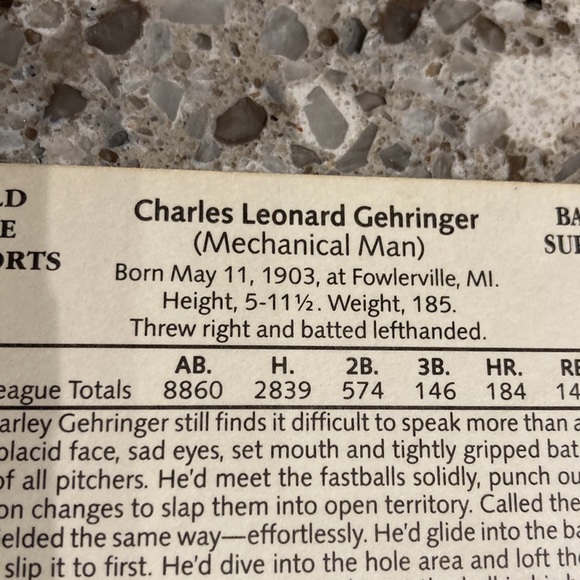 LD
E
ORTS
Charles Leonard Gehringer
(Mechanical Man)
Born May 11, 1903, at Fowlerville, MI.
Height, 5-11½. Weight, 185.
Threw right and batted lefthanded.
BA
SUP
AB. H. 2B. 3B. HR. RB
eague Totals 8860 2839 574 146 184 14
arley Gehringer still finds it difficult to speak more than a
placid face, sad eyes, set mouth and tightly gripped bat
of all pitchers. He'd meet the fastballs solidly, punch ou
on changes to slap them into open territory. Called the
ielded the same way—effortlessly. He'd glide into the ba
slip it to first. He'd dive into the hole area and loft the